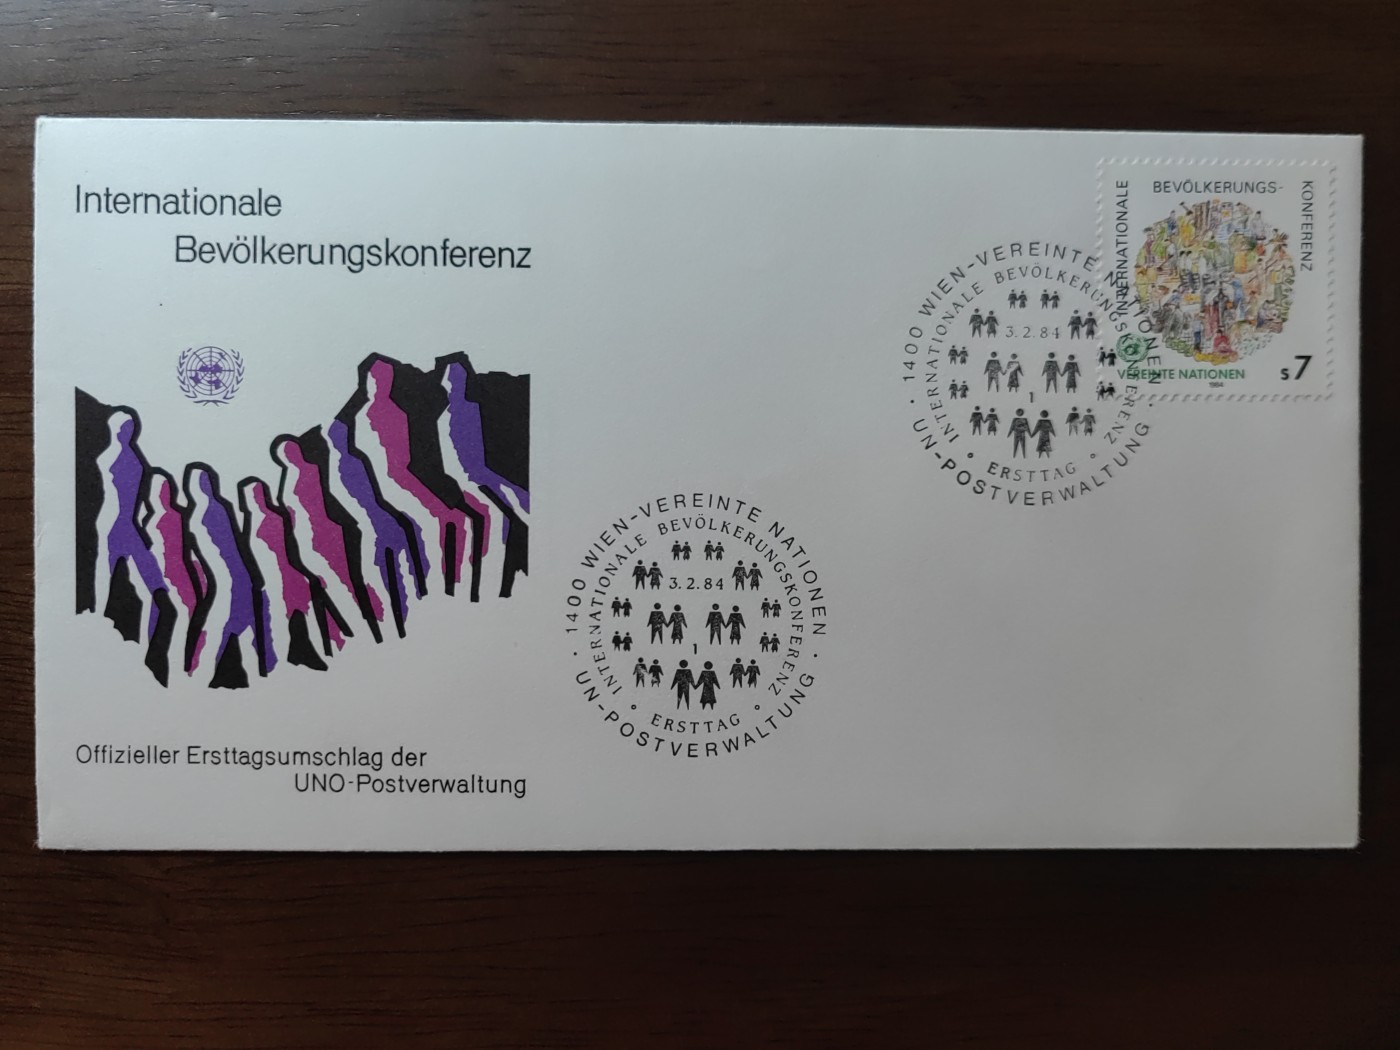 Internationale
Bevölkerungskonferenz
INTERNATIONALE
BEVÖLKERUNGS-
KONFERENZ
VEREINTE NATIONEN
1984
s7
· 1400 WIEN-VEREINTE NATIONEN ·
INTERNATIONALE BEVÖLKERUNGSKONFERENZ
3.2.84
1
° ERSTTAG °
UN-POSTVERWALTUNG
· 1400 WIEN-VEREINTE NATIONEN ·
INTERNATIONALE BEVÖLKERUNGSKONFERENZ
3.2.84
1
° ERSTTAG °
UN-POSTVERWALTUNG
Offizieller Ersttagsumschlag der
UNO-Postverwaltung